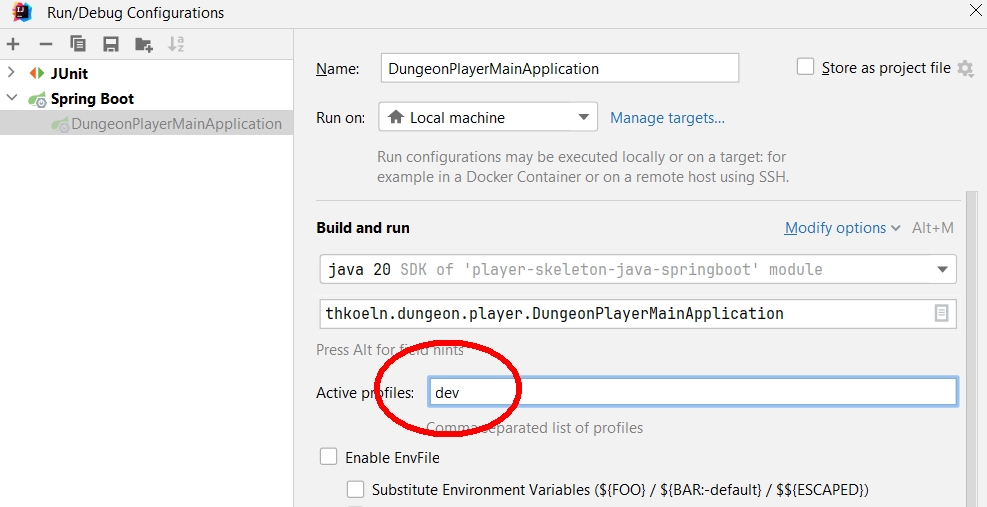 Run/Debug Configurations
JUnit
Spring Boot
DungeonPlayerMainApplication
Name: DungeonPlayerMainApplication Store as project file
Run on: Local machine Manage targets...
Run configurations may be executed locally or on a target: for
example in a Docker Container or on a remote host using SSH.
Build and run Modify options Alt+M
java 20 SDK of 'player-skeleton-java-springboot' module
thkoeln.dungeon.player.DungeonPlayerMainApplication
Press Alt for field hints
Active profiles: dev
Comma separated list of profiles
Enable EnvFile
Substitute Environment Variables (${FOO} / ${BAR:-default} / $${ESCAPED})